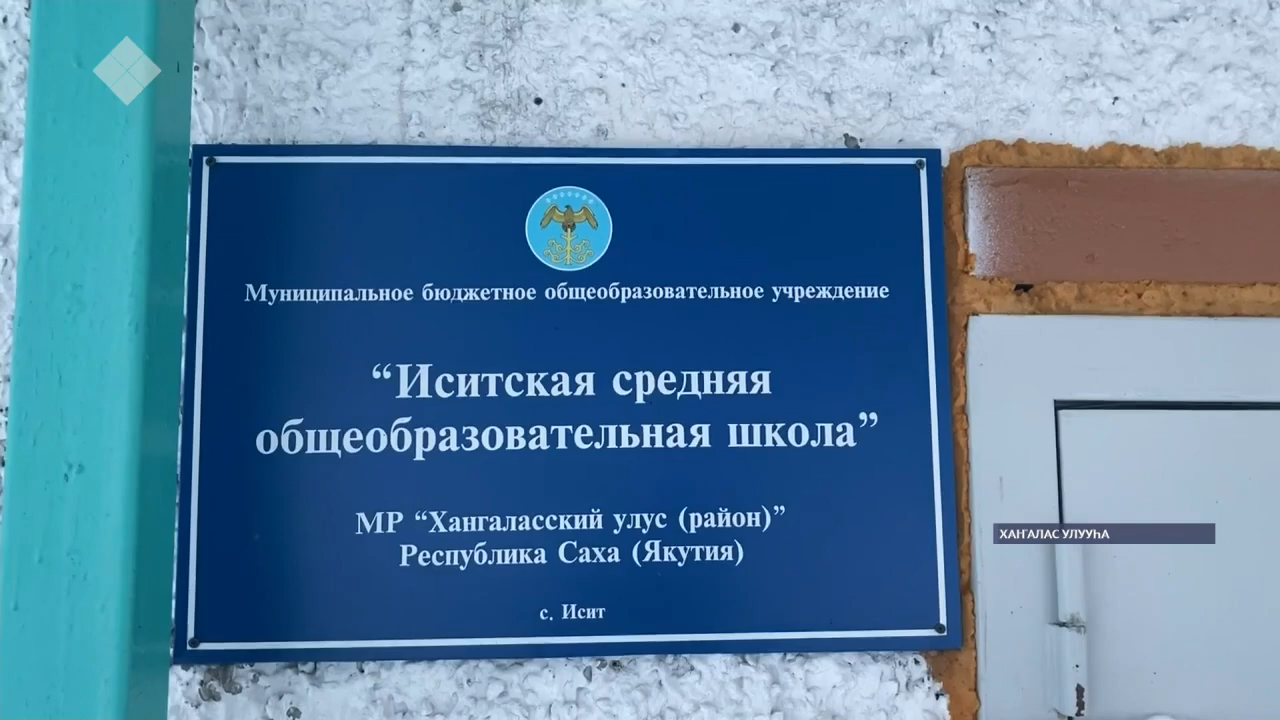 Муниципальное бюджетное общеобразовательное учреждение
“Иситская средняя
общеобразовательная школа”
МР “Хангаласский улус (район)”
Республика Саха (Якутия)
с. Исит
ХАҤАЛАС УЛУУҺА